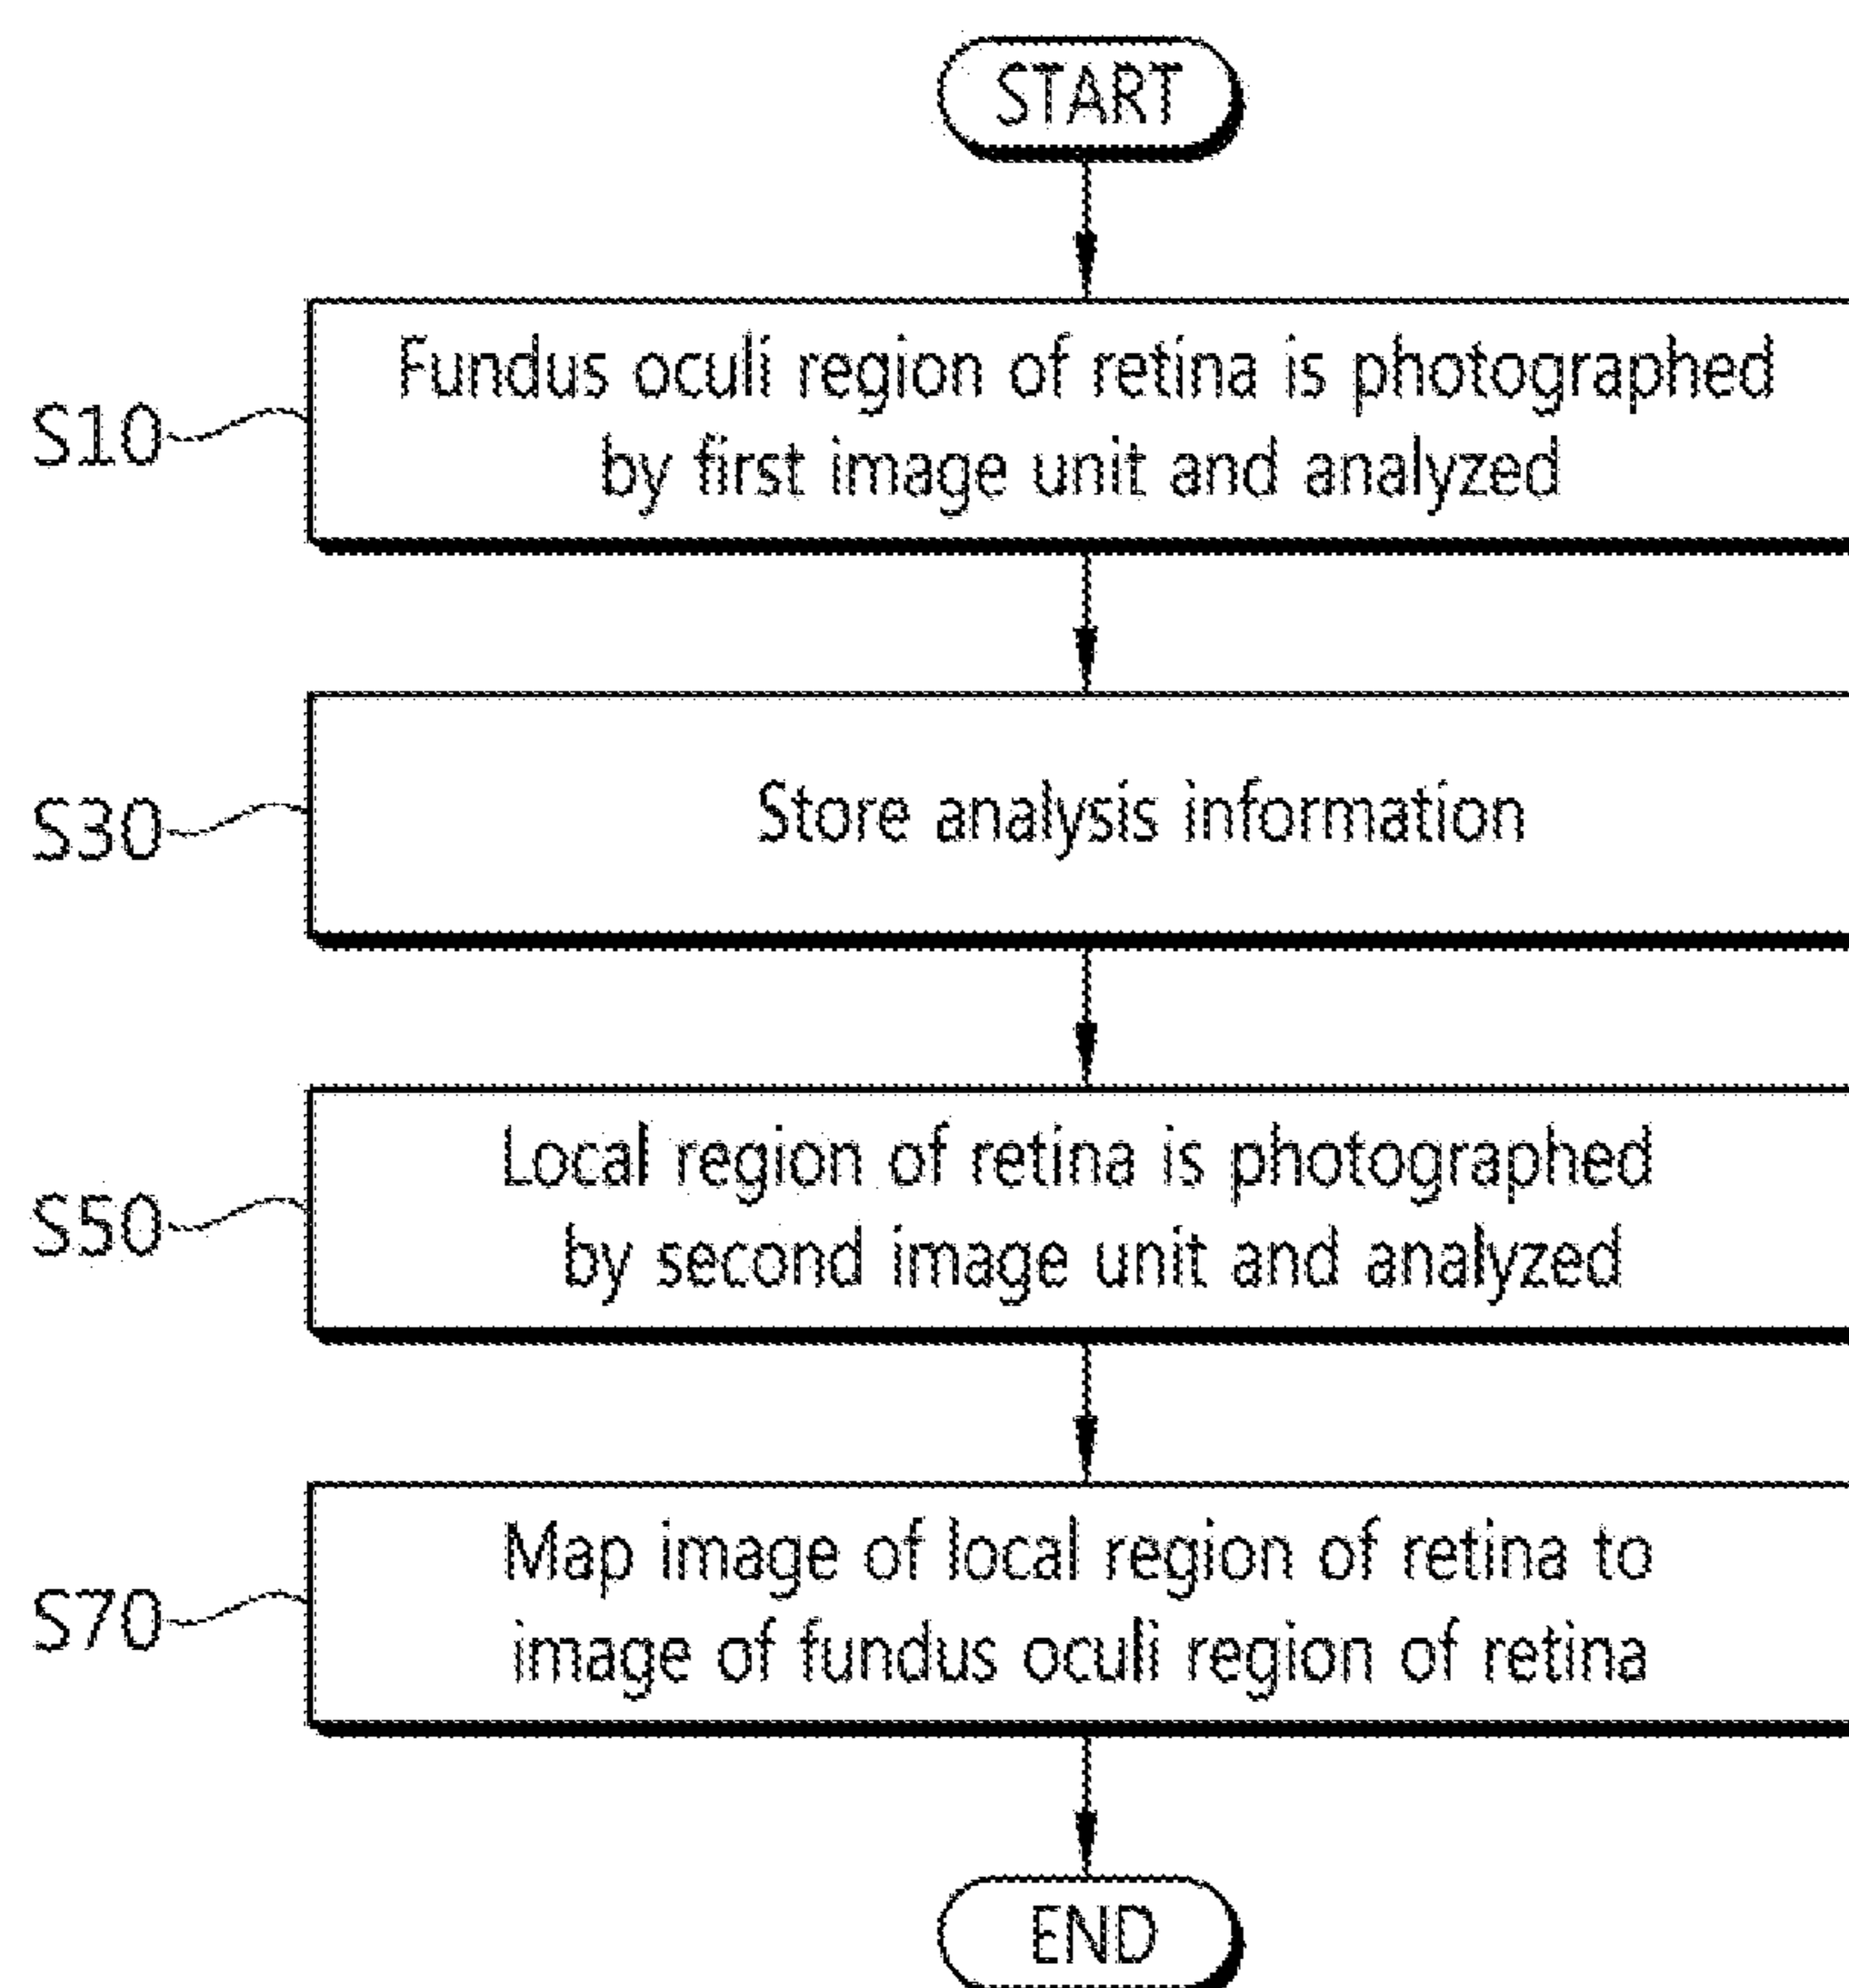 START
S10
Fundus oculi region of retina is photographed
by first image unit and analyzed
S30
Store analysis information
S50
Local region of retina is photographed
by second image unit and analyzed
S70
Map image of local region of retina to
image of fundus oculi region of retina
END